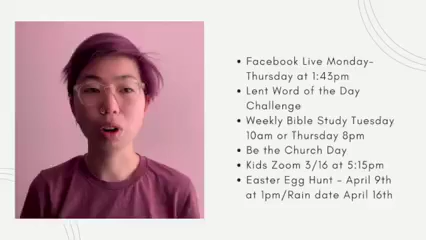 Facebook Live Monday-
Thursday at 1:43pm
Lent Word of the Day
Challenge
Weekly Bible Study Tuesday
10am or Thursday 8pm
Be the Church Day
Kids Zoom 3/16 at 5:15pm
Easter Egg Hunt - April 9th
at 1pm/Rain date April 16th